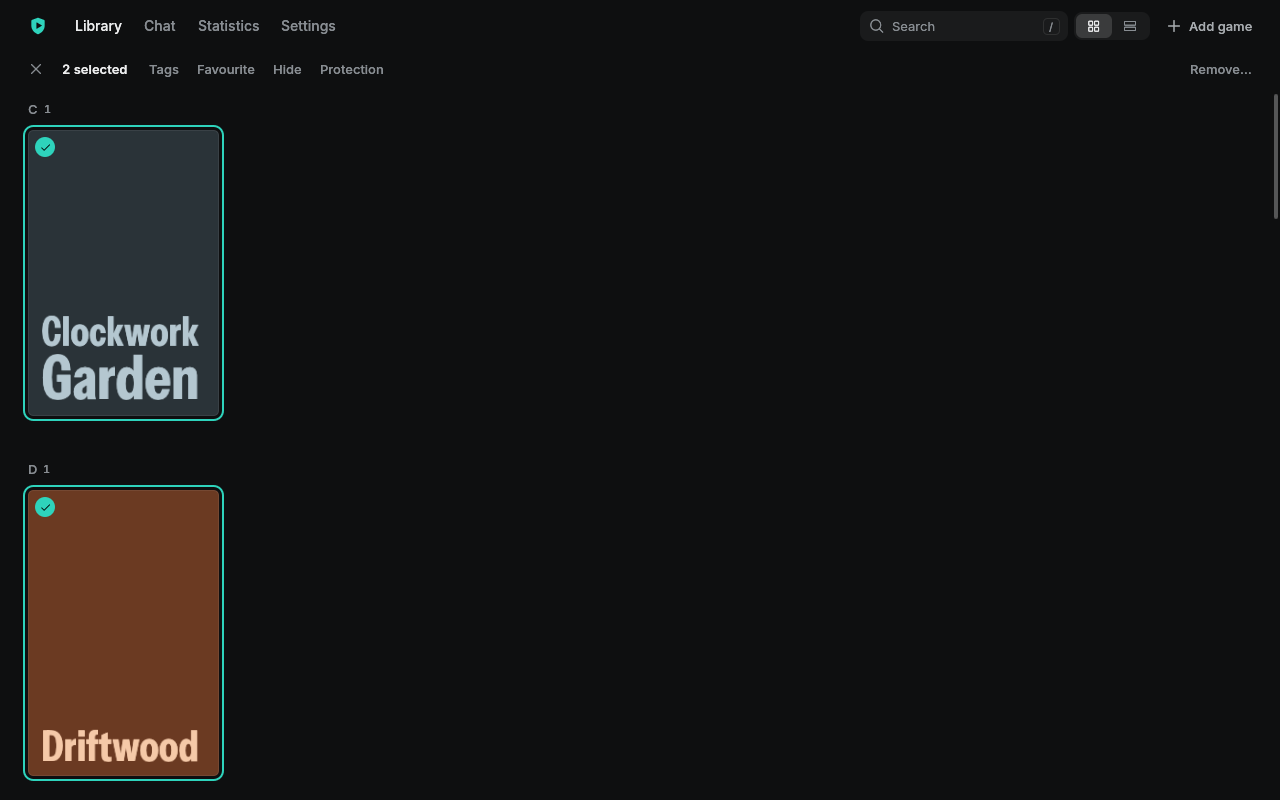 Library Chat Statistics Settings Search / Add game
2 selected Tags Favourite Hide Protection Remove...
C 1
Clockwork
Garden
D 1
Driftwood